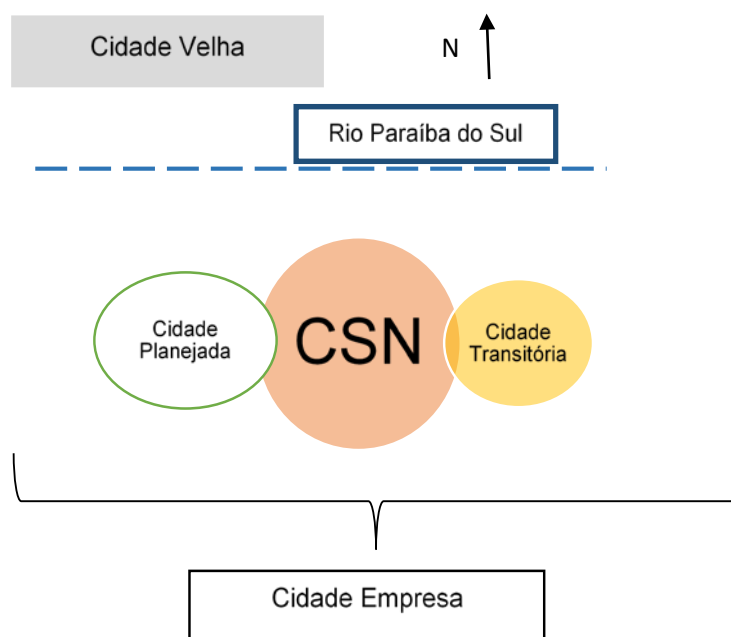 Cidade Velha
N
Rio Paraíba do Sul
Cidade
Planejada
CSN
Cidade
Transitória
Cidade Empresa